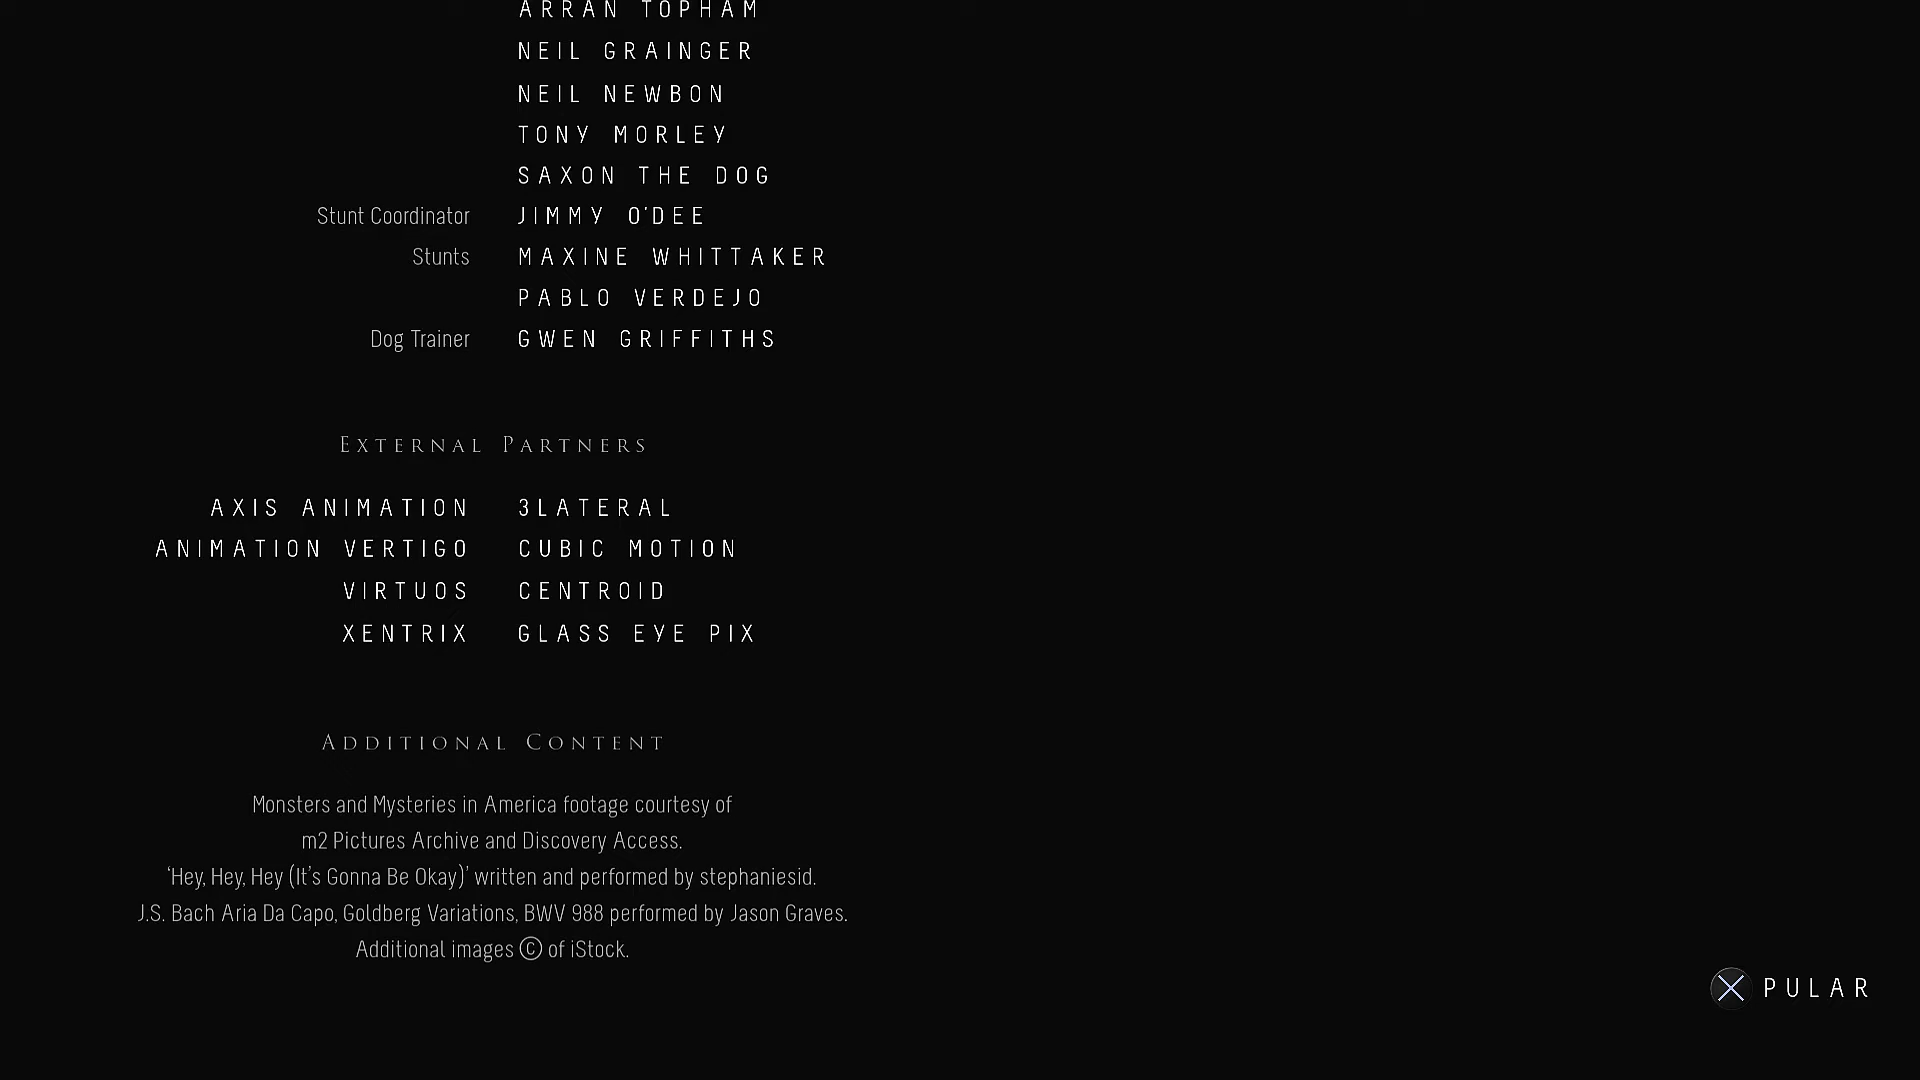 ARRAN TOPHAM
NEIL GRAINGER
NEIL NEWBON
TONY MORLEY
SAXON THE DOG
Stunt Coordinator JIMMY O'DEE
Stunts MAXINE WHITTAKER
PABLO VERDEJO
Dog Trainer GWEN GRIFFITHS
EXTERNAL PARTNERS
AXIS ANIMATION 3LATERAL
ANIMATION VERTIGO CUBIC MOTION
VIRTUOS CENTROID
XENTRIX GLASS EYE PIX
ADDITIONAL CONTENT
Monsters and Mysteries in America footage courtesy of
m2 Pictures Archive and Discovery Access.
‘Hey, Hey, Hey (It’s Gonna Be Okay)’ written and performed by stephaniesid.
J.S. Bach Aria Da Capo, Goldberg Variations, BWV 988 performed by Jason Graves.
Additional images © of iStock.
PULAR